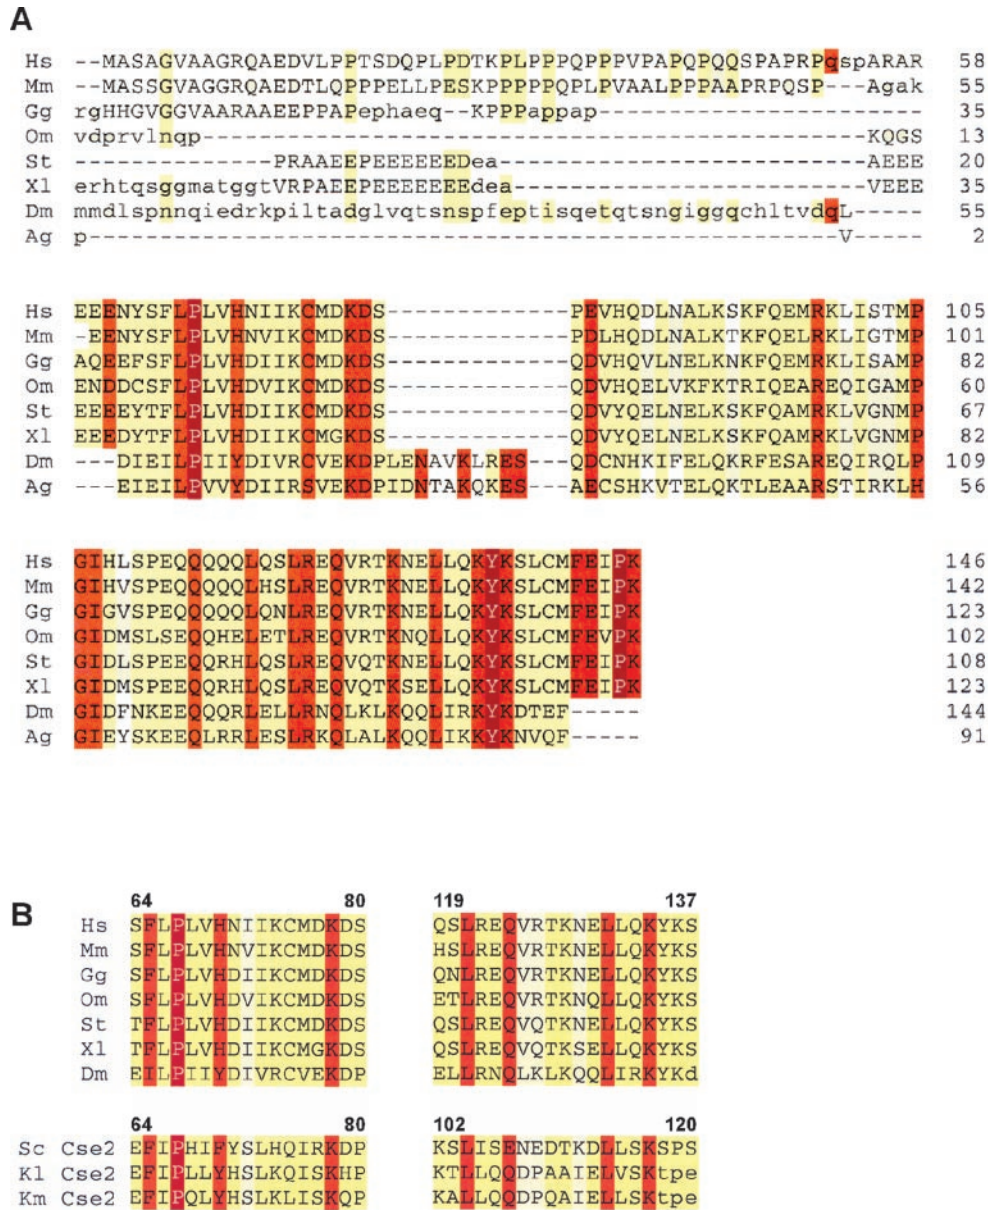 A
Hs --MASAGVAAGRQAEDVLPPTSDQPLPDTKPLPPPQPPPVPAPQPQQSPAPRPqspARAR 58
Mm --MASSGVAGGRQAEDTLQPPPELLPESKPPPPPQPLPVAALPPPAAPRPQSP---Agak 55
Gg rgHHGVGGVAARAAEEPPAPephaeq--KPPPappap----------------------- 35
Om vdprvlnqp-----------------------------------------------KQGS 13
St --------------PRAAEEPEEEEEEDea--------------------------AEEE 20
Xl erhtqsggmatggtVRPAEEPEEEEEEEdea-------------------------VEEE 35
Dm mmdlspnnqiedrkpiltadglvqtsnspfeptisqetqtsngiggqchltvdqL----- 55
Ag p-----------------------------------------------------V----- 2
Hs EEENYSFLPLVHNIIKCMDKDS-------------PEVHQDLNALKSKFQEMRKLISTMP 105
Mm -EENYSFLPLVHNVIKCMDKDS-------------PDLHQDLNALKTKFQELRKLIGTMP 101
Gg AQEEFSFLPLVHDIIKCMDKDS-------------QDVHQVLNELKNKFQEMRKLIGAMP 82
Om ENDDCSFLPLVHDVIKCMDKDS-------------QDVHQELVKFKTRIQEAREQIGAMP 60
St EEEEYTFLPLVHDIIKCMDKDS-------------QDVYQELNELKSKFQAMRKLVGNMP 67
Xl EEEDYTFLPLVHDIIKCMGKDS-------------QDVYQELNELKSKFQAMRKLVGNMP 82
Dm ---DIEILPIIYDIVRCVEKDPLENAVKLRES---QDCNHKIFELQKRFESAREQIRQLP 109
Ag ---EIEILPVVYDIIRSVEKDPIDNTAKQKES---AECSHKVTELQKTLEAARSTIRKLH 56
Hs GIHLSPEQQQQQLQSLREQVRTKNELLQKYKSLCMFEIPK 146
Mm GIHVSPEQQQQQLHSLREQVRTKNELLQKYKSLCMFEIPK 142
Gg GIGVSPEQQQQQLQNLREQVRTKNELLQKYKSLCMFEIPK 123
Om GIDMSLSEQQHELETLREQVRTKNQLLQKYKSLCMFEVPK 102
St GIDLSPEEQQRHLQSLREQVQTKNELLQKYKSLCMFEIPK 108
Xl GIDMSPEEQQRHLQSLREQVQTKSELLQKYKSLCMFEIPK 123
Dm GIDFNKEEQQRLELLRNQLKLKQQLIRKYKDTEF----- 144
Ag GIEYSKEEQLRRLESLRKQLALKQQLIKKYKNVQF----- 91
B
64 80 119 137
Hs SFLPLVHNIIKCMDKDS QSLREQVRTKNELLQKYKS
Mm SFLPLVHNVIKCMDKDS HSLREQVRTKNELLQKYKS
Gg SFLPLVHDIIKCMDKDS QNLREQVRTKNELLQKYKS
Om SFLPLVHDVIKCMDKDS ETLREQVRTKNQLLQKYKS
St TFLPLVHDIIKCMDKDS QSLREQVQTKNELLQKYKS
Xl TFLPLVHDIIKCMGKDS QSLREQVQTKSELLQKYKS
Dm EILPIIYDIVRCVEKDP ELLRNQLKLKQQLIRKYKd
64 80 102 120
Sc Cse2 EFIPHIFYSLHQIRKDP KSLISENEDTKDLLSKSPS
Kl Cse2 EFIPLLYHSLKQISKHP KTLLQQDPAAIELVSKtpe
Km Cse2 EFIPQLYHSLKLISKQP KALLQQDPQAIELLSKtpe